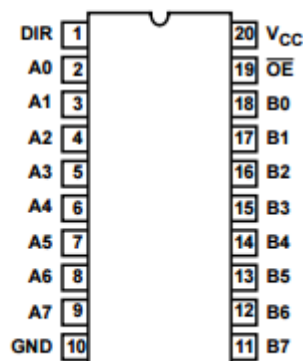 DIR 1 20 VCC
A0 2 19 OE
A1 3 18 B0
A2 4 17 B1
A3 5 16 B2
A4 6 15 B3
A5 7 14 B4
A6 8 13 B5
A7 9 12 B6
GND 10 11 B7